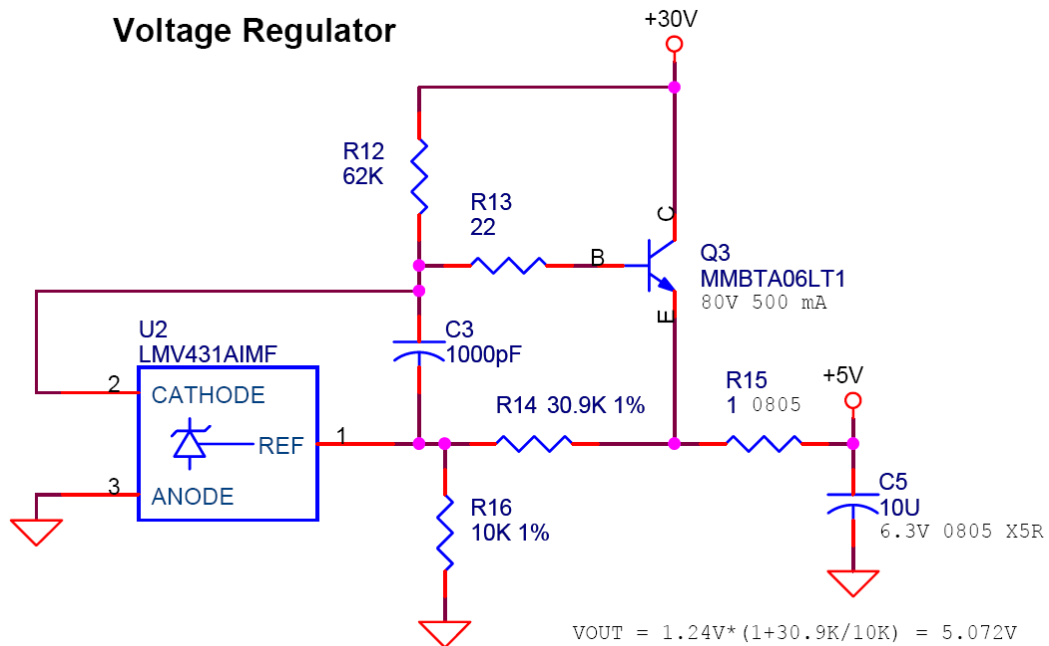 Voltage Regulator
+30V
R12
62K
R13
22
B
C
E
Q3
MMBTA06LT1
80V 500 mA
U2
LMV431AIMF
2
CATHODE
REF
1
3
ANODE
C3
1000pF
R14 30.9K 1%
R15
1 0805
+5V
R16
10K 1%
C5
10U
6.3V 0805 X5R
VOUT = 1.24V*(1+30.9K/10K) = 5.072V